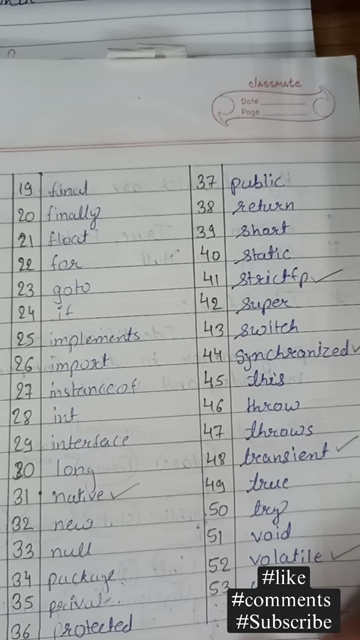 classmate
Date
Page
19 final
20 finally
21 float
22 for
23 goto
24 if
25 implements
26 import
27 instanceof
28 int
29 interface
30 long
31 native ✓
32 new
33 null
34 package
35 private
36 protected
37 public
38 return
39 short
40 static
41 strictfp ✓
42 super
43 switch
44 synchronized ✓
45 this
46 throw
47 throws
48 transient ✓
49 true
50 try
51 void
52 volatile ✓
53
#like
#comments
#Subscribe